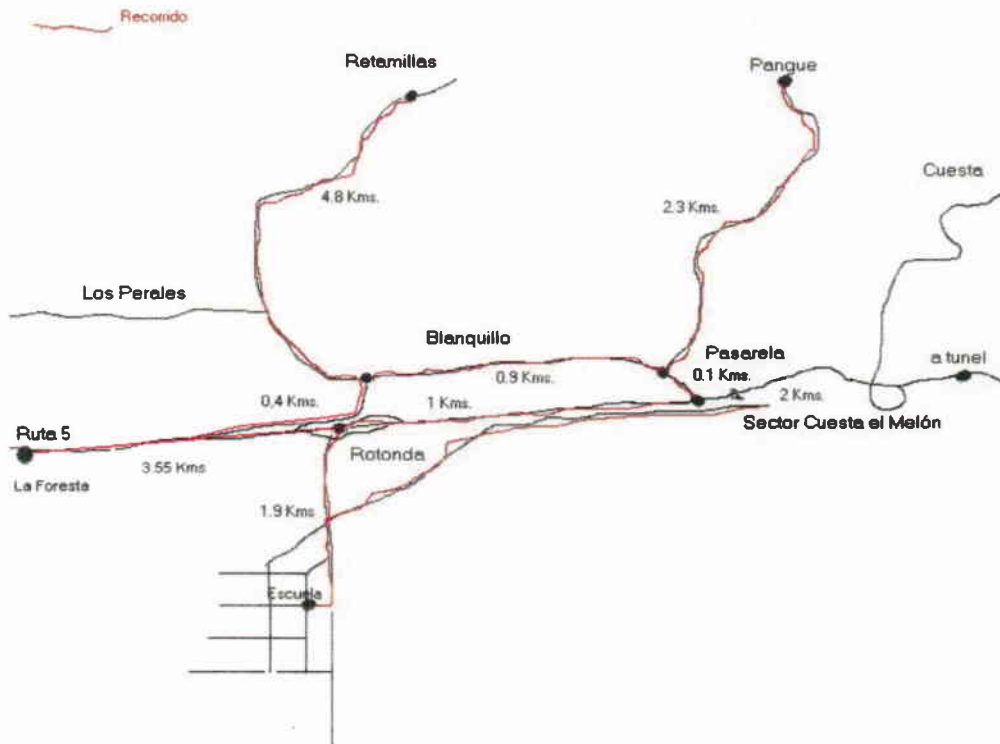 Recorrido
Retamillas
Pangue
Cuesta
4.8 Kms.
2.3 Kms.
Los Perales
Blanquillo
Pasarela
a tunel
0.9 Kms.
0.1 Kms.
0,4 Kms.
1 Kms.
2 Kms.
Sector Cuesta el Melón
Ruta 5
Rotonda
3.55 Kms
La Foresta
1.9 Kms.
Escuela